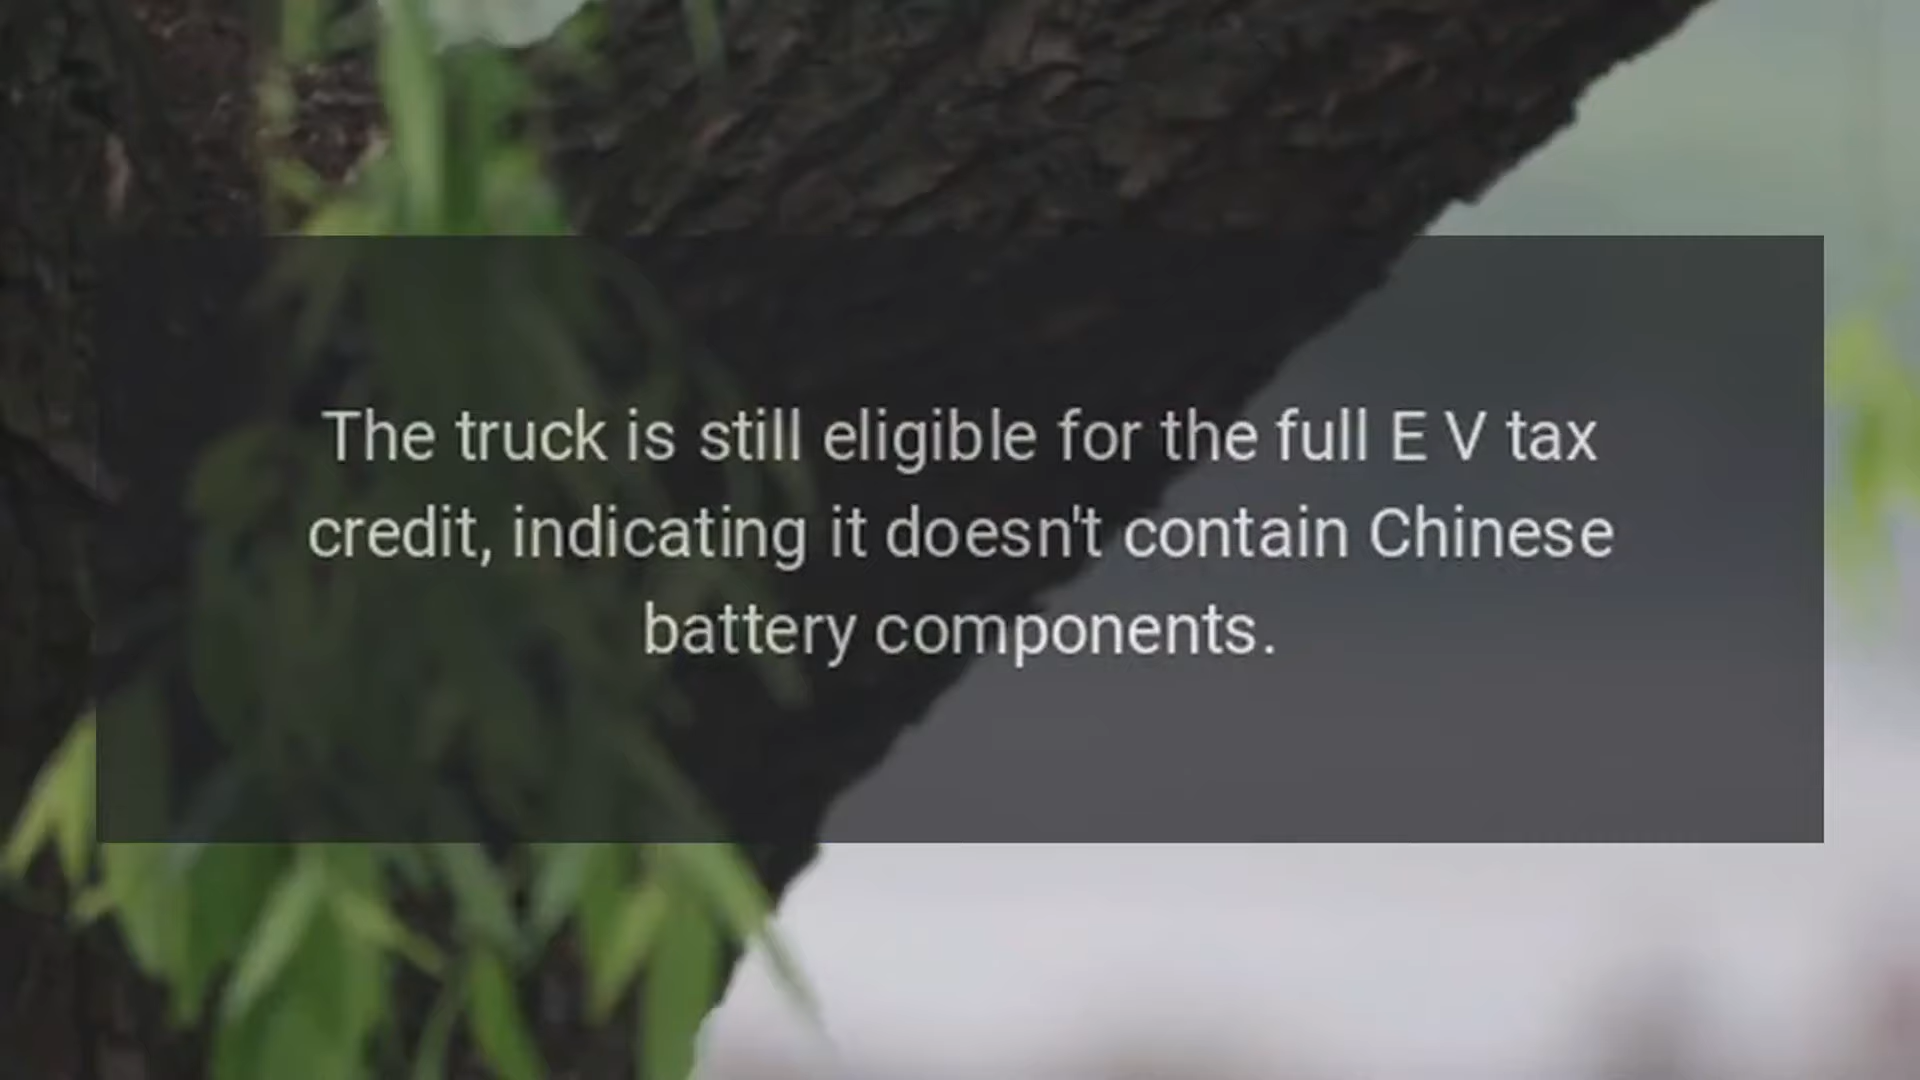 The truck is still eligible for the full E V tax
credit, indicating it doesn't contain Chinese
battery components.